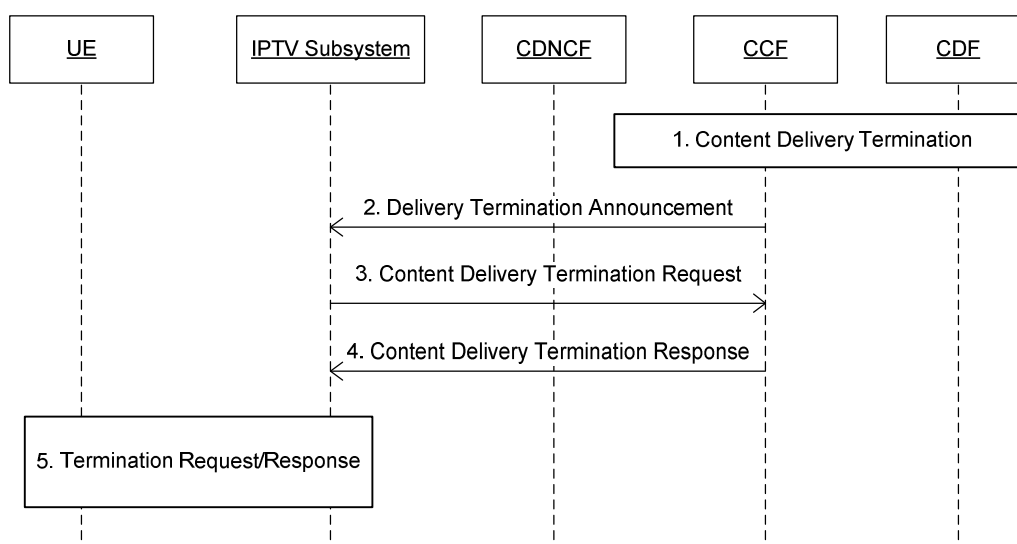 UE
IPTV Subsystem
CDNCF
CCF
CDF
1. Content Delivery Termination
2. Delivery Termination Announcement
3. Content Delivery Termination Request
4. Content Delivery Termination Response
5. Termination Request/Response